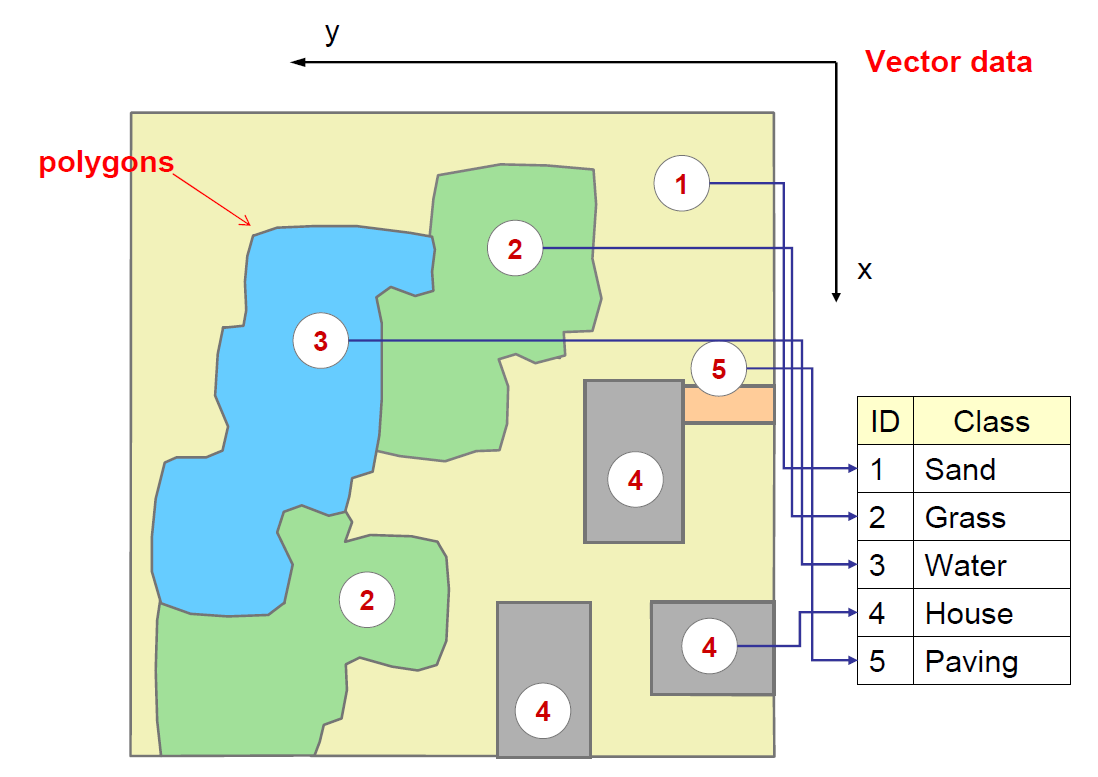 y
Vector data
polygons
1
2
x
3
5
ID Class
4
1 Sand
2 Grass
3 Water
2
4 House
4
5 Paving
4